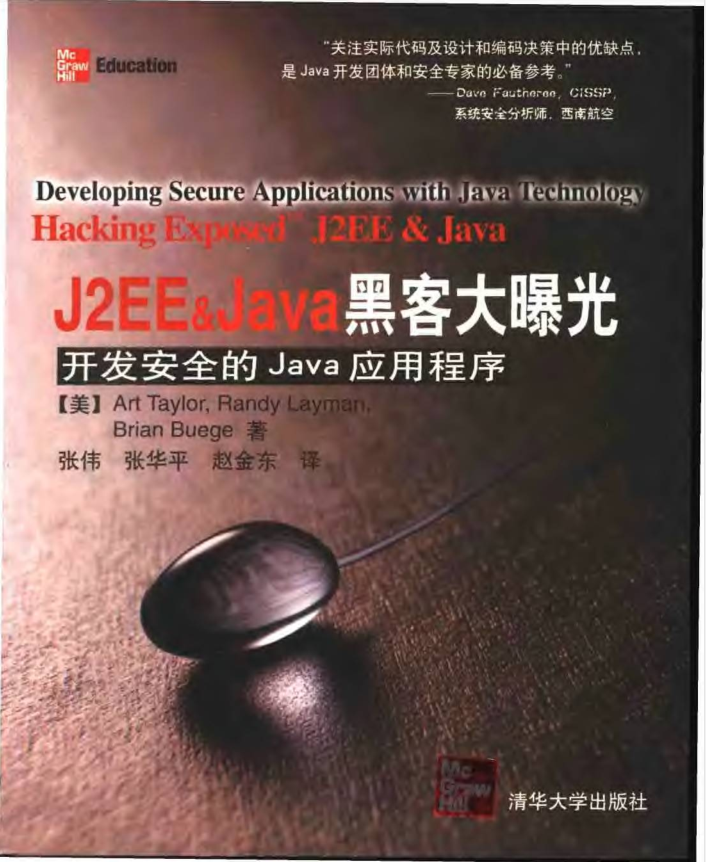 Mc
Graw
Hill
Education
“关注实际代码及设计和编码决策中的优缺点，
是 Java 开发团体和安全专家的必备参考。”
—— Dave Fautheree, CISSP,
系统安全分析师，西南航空
Developing Secure Applications with Java Technology
Hacking Exposed™ J2EE & Java
J2EE&Java黑客大曝光
开发安全的 Java 应用程序
【美】 Art Taylor, Randy Layman,
Brian Buege 著
张伟 张华平 赵金东 译
Mc
Graw
Hill
清华大学出版社